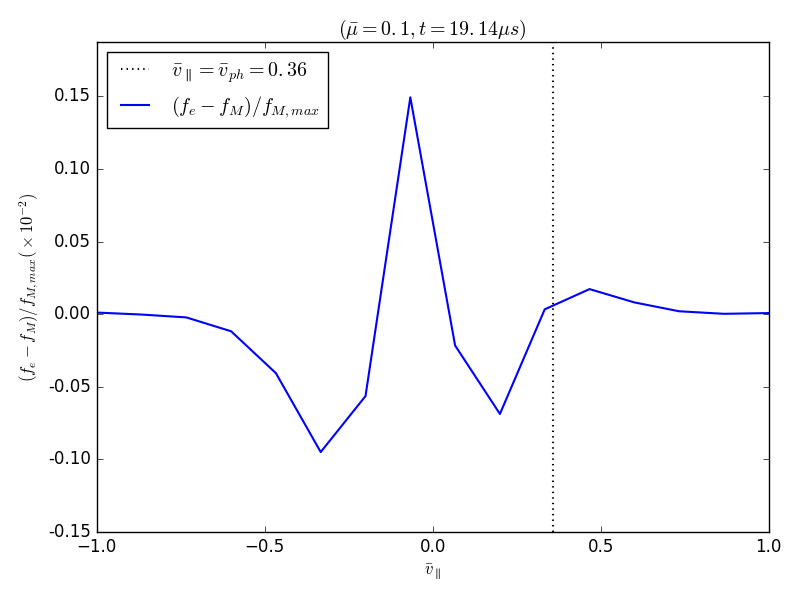 (μ̄ = 0.1, t = 19.14μs)
v̄∥ = v̄ph = 0.36
(fe − fM)/fM,max
0.15
0.10
0.05
0.00
-0.05
-0.10
-0.15
(fe − fM)/fM,max(×10⁻²)
−1.0 −0.5 0.0 0.5 1.0
v̄∥